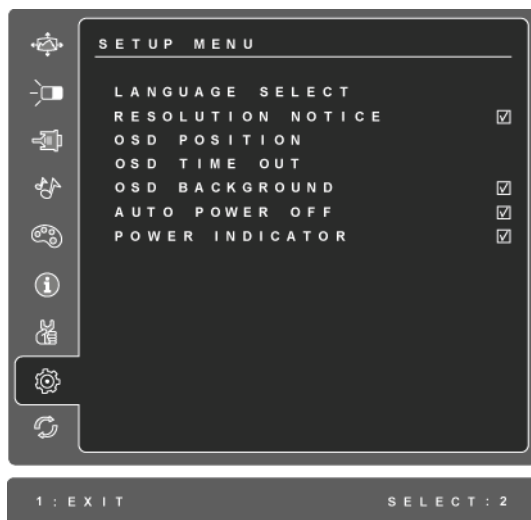 SETUP MENU
LANGUAGE SELECT
RESOLUTION NOTICE
OSD POSITION
OSD TIME OUT
OSD BACKGROUND
AUTO POWER OFF
POWER INDICATOR
1:EXIT SELECT:2